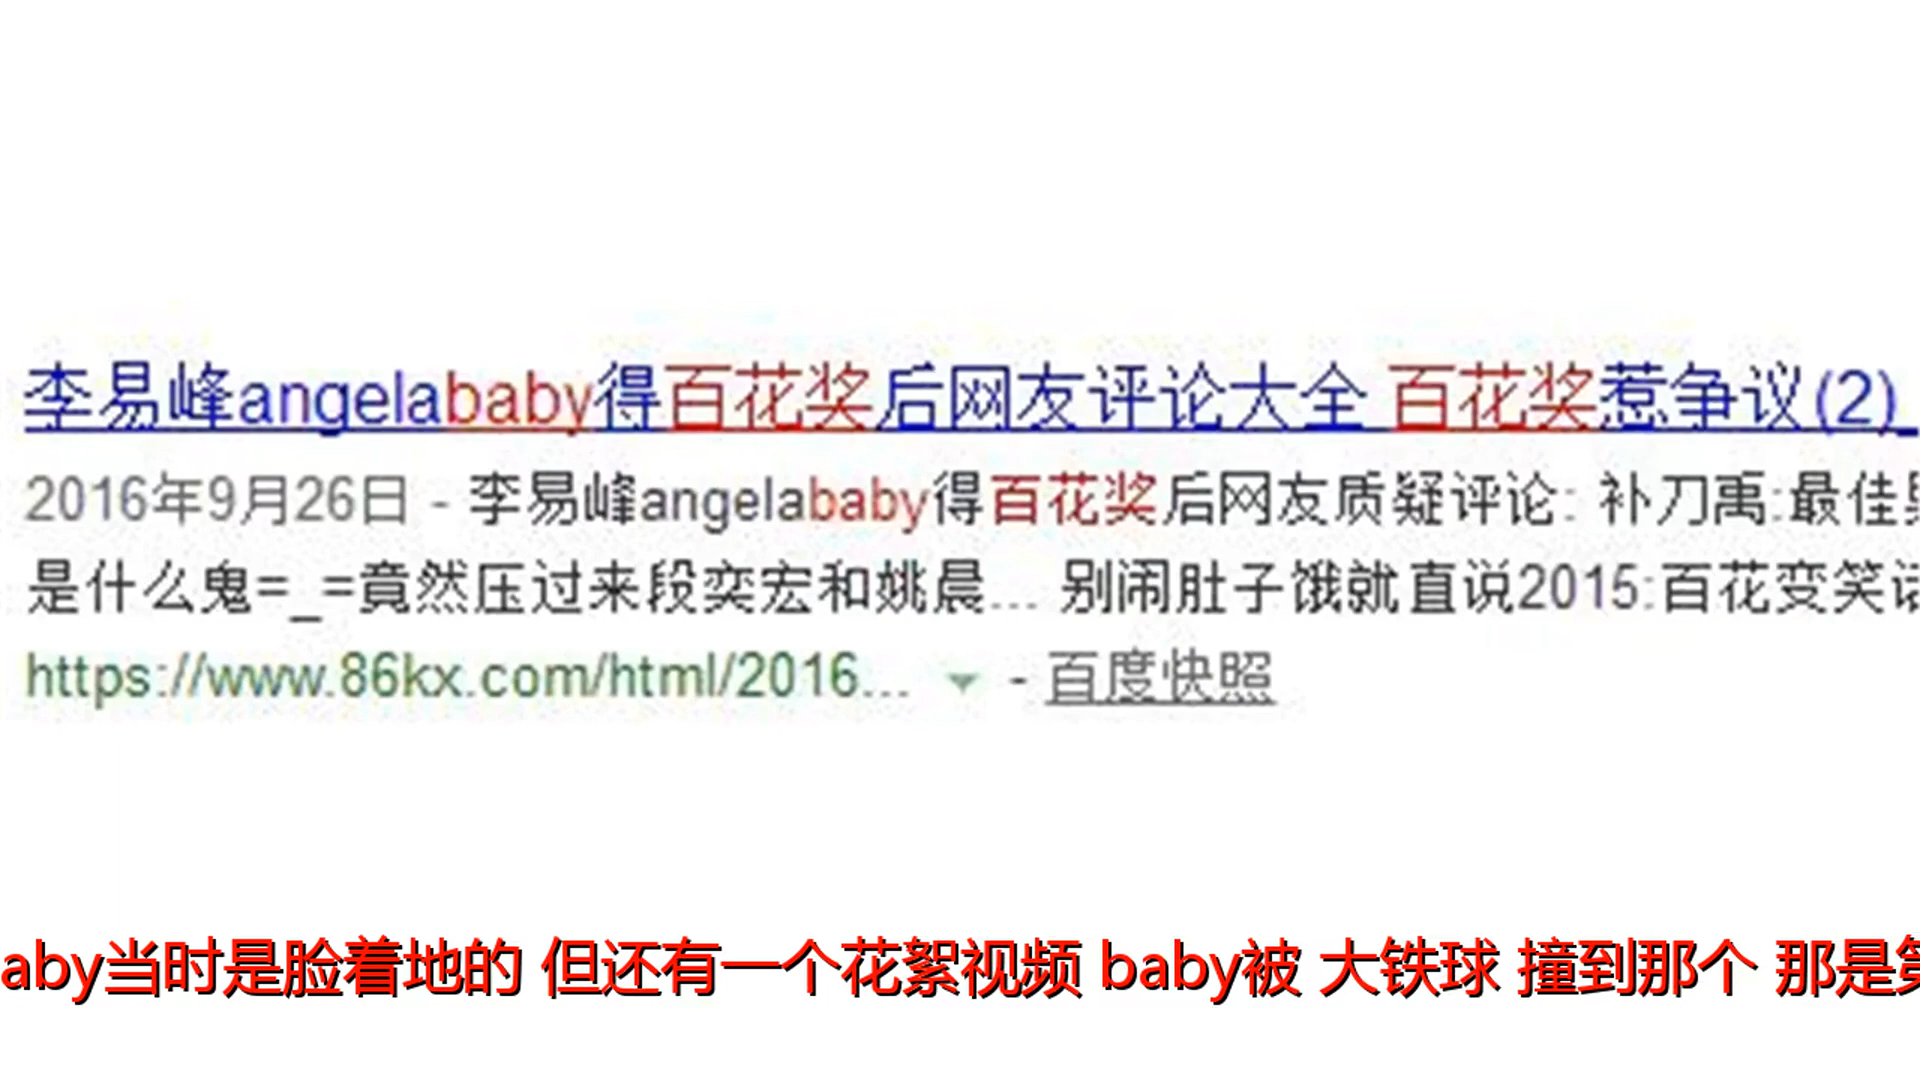 李易峰angelababy得百花奖后网友评论大全 百花奖惹争议(2)_
2016年9月26日 - 李易峰angelababy得百花奖后网友质疑评论: 补刀禹:最佳
是什么鬼=_=竟然压过来段奕宏和姚晨... 别闹肚子饿就直说2015:百花变笑
https://www.86kx.com/html/2016... - 百度快照
aby当时是脸着地的 但还有一个花絮视频 baby被 大铁球 撞到那个 那是